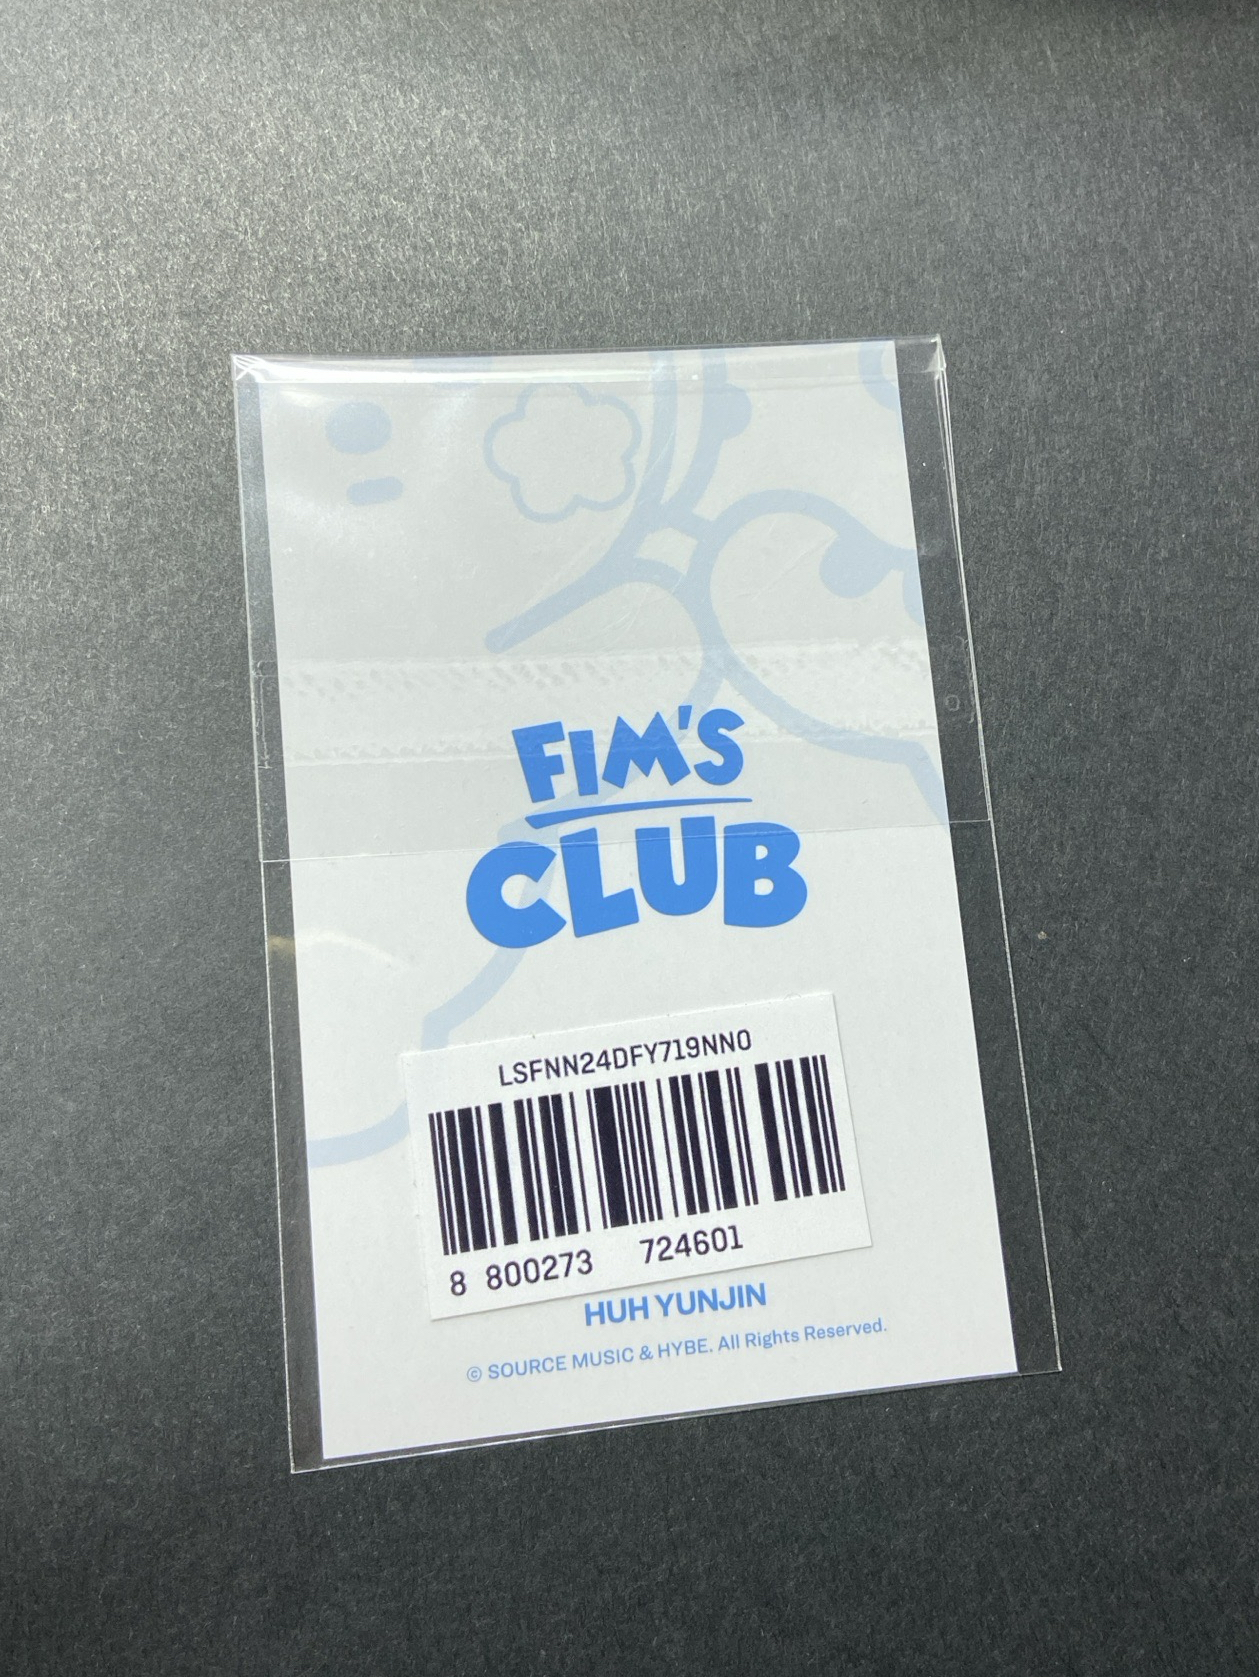 FIM'S
CLUB
LSFNN24DFY719NN0
8 800273 724601
HUH YUNJIN
© SOURCE MUSIC & HYBE. All Rights Reserved.